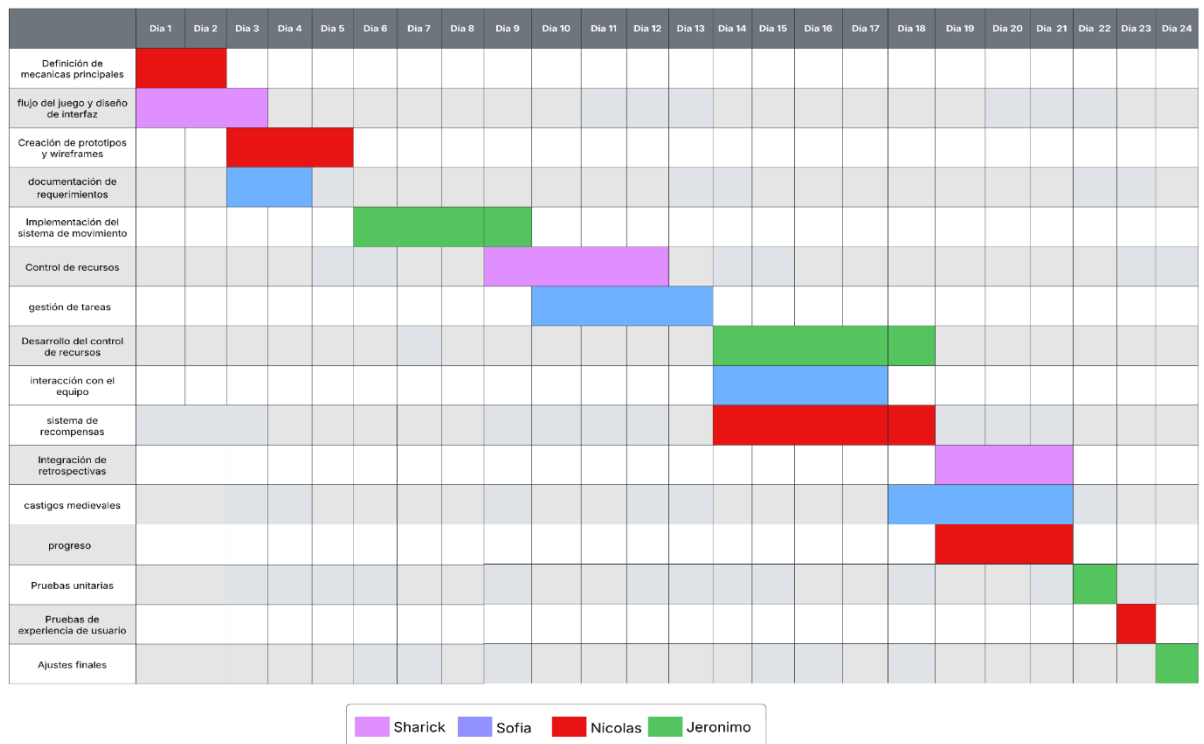 Dia 1 Dia 2 Dia 3 Dia 4 Dia 5 Dia 6 Dia 7 Dia 8 Dia 9 Dia 10 Dia 11 Dia 12 Dia 13 Dia 14 Dia 15 Dia 16 Dia 17 Dia 18 Dia 19 Dia 20 Dia 21 Dia 22 Dia 23 Dia 24
Definición de
mecanicas principales
flujo del juego y diseño
de interfaz
Creación de prototipos
y wireframes
documentación de
requerimientos
Implementación del
sistema de movimiento
Control de recursos
gestión de tareas
Desarrollo del control
de recursos
interacción con el
equipo
sistema de
recompensas
Integración de
retrospectivas
castigos medievales
progreso
Pruebas unitarias
Pruebas de
experiencia de usuario
Ajustes finales
Sharick Sofia Nicolas Jeronimo